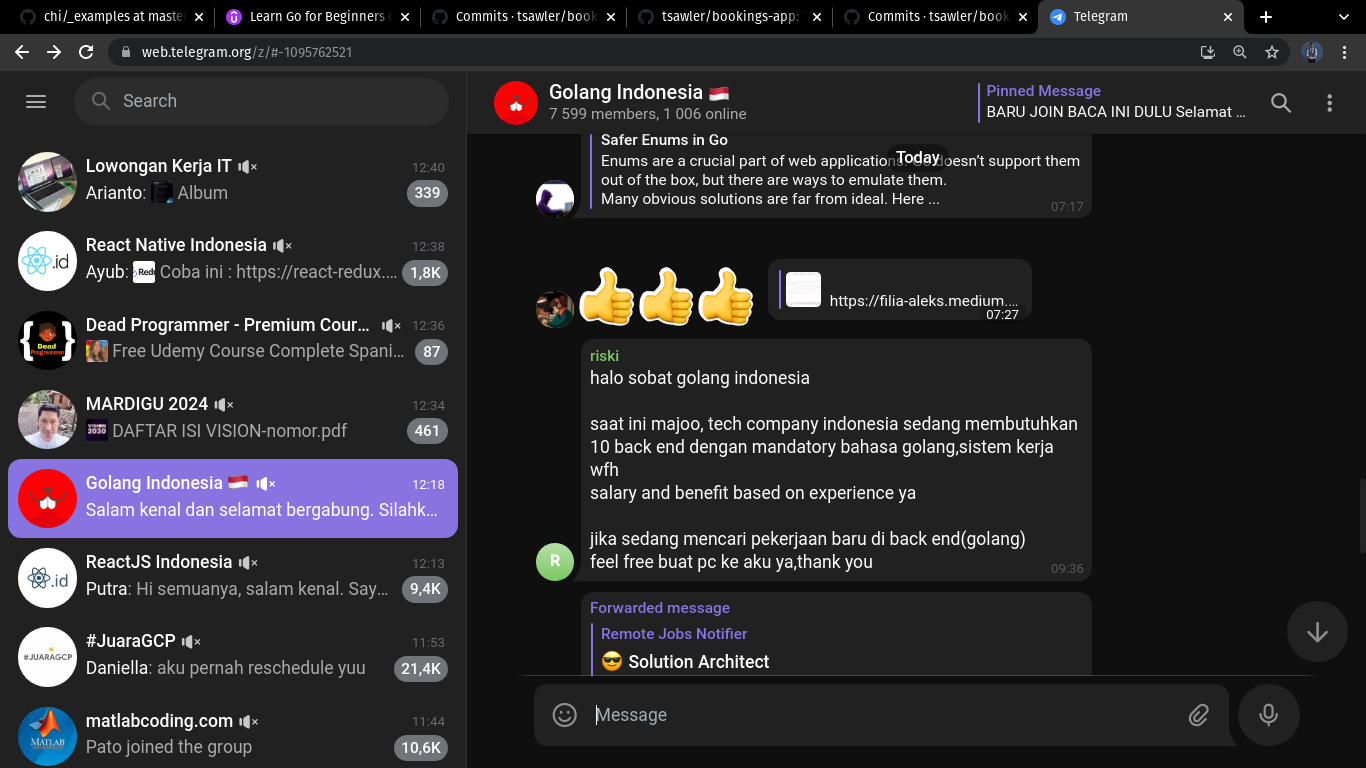 chi/_examples at master
Learn Go for Beginners
Commits · tsawler/book
tsawler/bookings-app:
Commits · tsawler/book
Telegram
web.telegram.org/z/#-1095762521
Search
Lowongan Kerja IT
12:40
Arianto: Album
339
React Native Indonesia
12:38
Ayub: Coba ini : https://react-redux....
1,8K
Dead Programmer - Premium Cour...
12:36
Free Udemy Course Complete Spani...
87
MARDIGU 2024
12:34
DAFTAR ISI VISION-nomor.pdf
461
Golang Indonesia
12:18
Salam kenal dan selamat bergabung. Silahk...
ReactJS Indonesia
12:13
Putra: Hi semuanya, salam kenal. Say...
9,4K
#JuaraGCP
11:53
Daniella: aku pernah reschedule yuu
21,4K
matlabcoding.com
11:44
Pato joined the group
10,6K
.id
Dead
Programmer
VISION
2030
.id
#JUARAGCP
MATLAB
Golang Indonesia
7 599 members, 1 006 online
Pinned Message
BARU JOIN BACA INI DULU Selamat ...
Today
Safer Enums in Go
Enums are a crucial part of web applications. Go doesn't support them
out of the box, but there are ways to emulate them.
Many obvious solutions are far from ideal. Here ...
07:17
https://filia-aleks.medium....
07:27
riski
halo sobat golang indonesia
saat ini majoo, tech company indonesia sedang membutuhkan
10 back end dengan mandatory bahasa golang,sistem kerja
wfh
salary and benefit based on experience ya
jika sedang mencari pekerjaan baru di back end(golang)
feel free buat pc ke aku ya,thank you
09:36
R
Forwarded message
Remote Jobs Notifier
😎 Solution Architect
Message